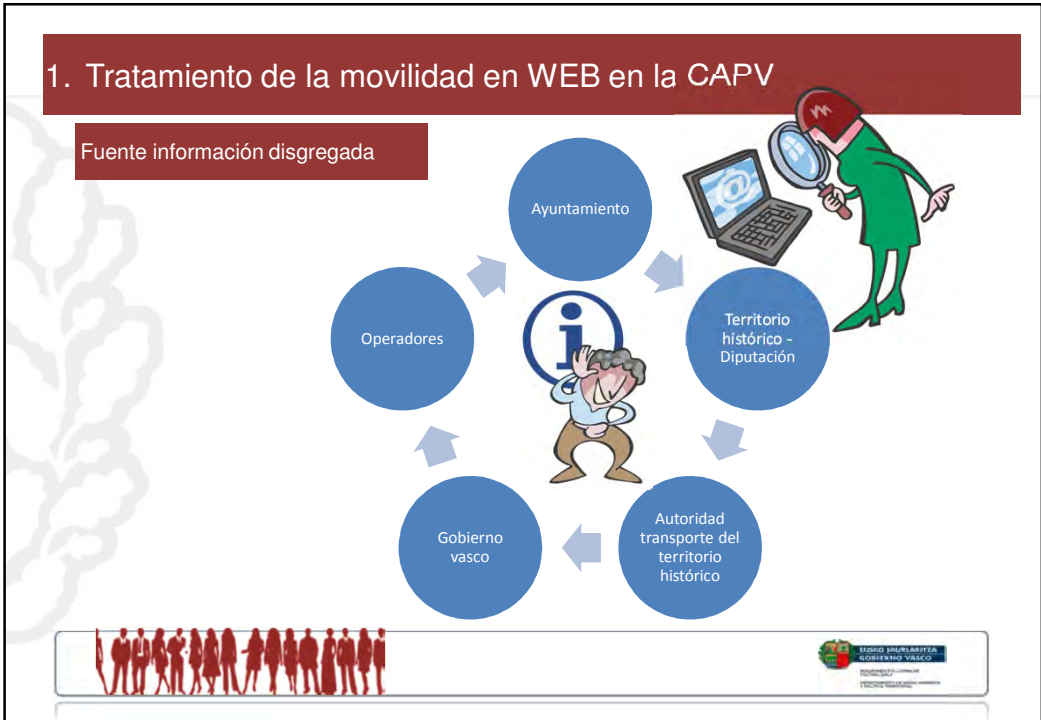 1. Tratamiento de la movilidad en WEB en la CAPV
Fuente información disgregada
Ayuntamiento
Territorio
histórico -
Diputación
Autoridad
transporte del
territorio
histórico
Gobierno
vasco
Operadores
@
i
EUSKO JAURLARITZA
GOBIERNO VASCO